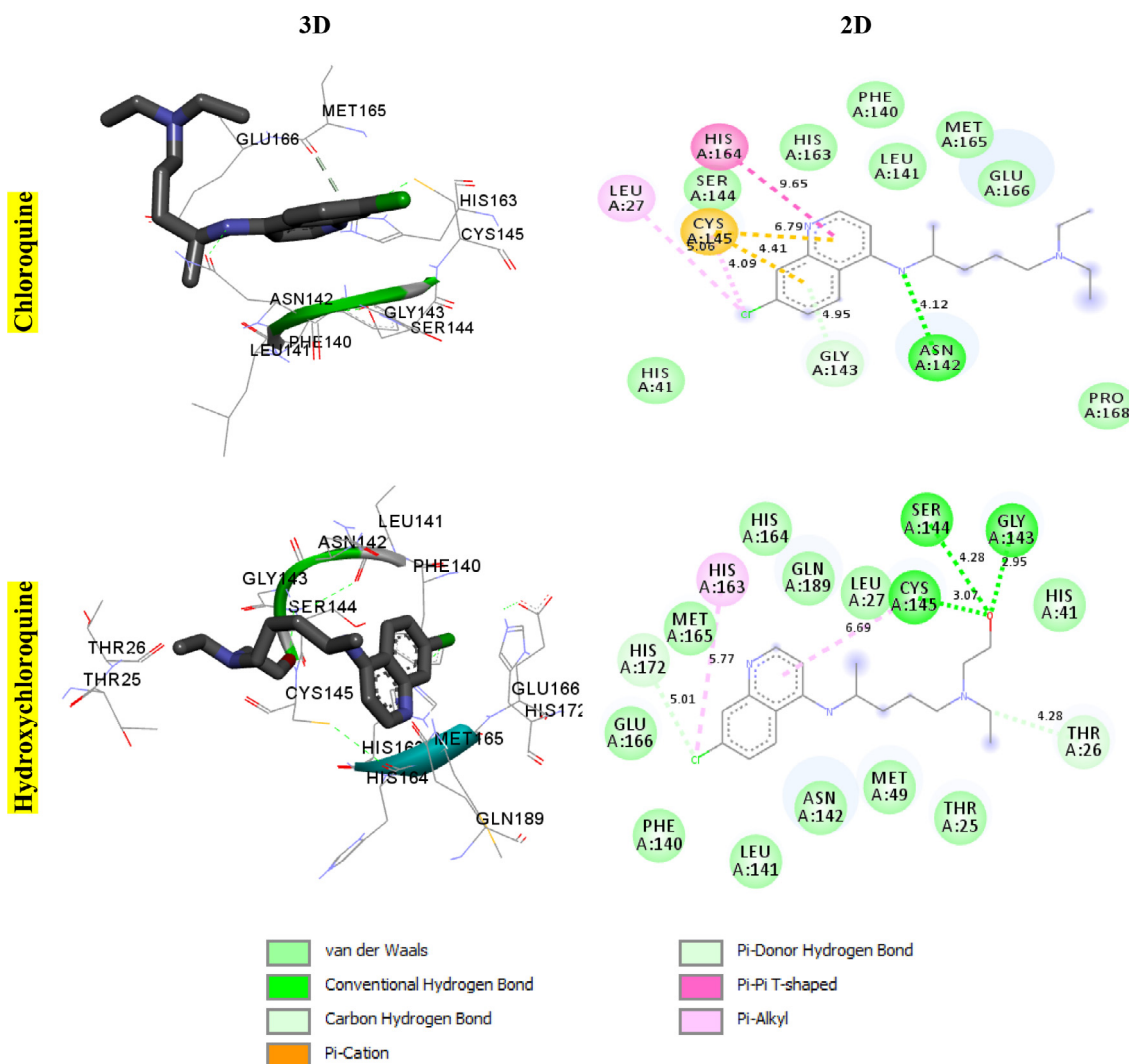 3D
2D
Chloroquine
MET165
GLU166
HIS163
CYS145
ASN142
GLY143
SER144
PHE140
LEU141
PHE
A:140
HIS
A:164
HIS
A:163
MET
A:165
LEU
A:141
GLU
A:166
LEU
A:27
SER
A:144
CYS
A:145
9.65
6.79
5.06
4.41
4.09
4.95
4.12
N
N
N
Cl
GLY
A:143
ASN
A:142
HIS
A:41
PRO
A:168
Hydroxychloroquine
LEU141
ASN142
PHE140
GLY143
SER144
THR26
THR25
CYS145
GLU166
HIS172
HIS163
MET165
HIS164
GLN189
SER
A:144
GLY
A:143
HIS
A:164
HIS
A:163
GLN
A:189
LEU
A:27
CYS
A:145
HIS
A:41
4.28
2.95
3.07
MET
A:165
HIS
A:172
6.69
5.77
5.01
4.28
N
N
N
O
Cl
GLU
A:166
THR
A:26
ASN
A:142
MET
A:49
THR
A:25
PHE
A:140
LEU
A:141
van der Waals
Conventional Hydrogen Bond
Carbon Hydrogen Bond
Pi-Cation
Pi-Donor Hydrogen Bond
Pi-Pi T-shaped
Pi-Alkyl